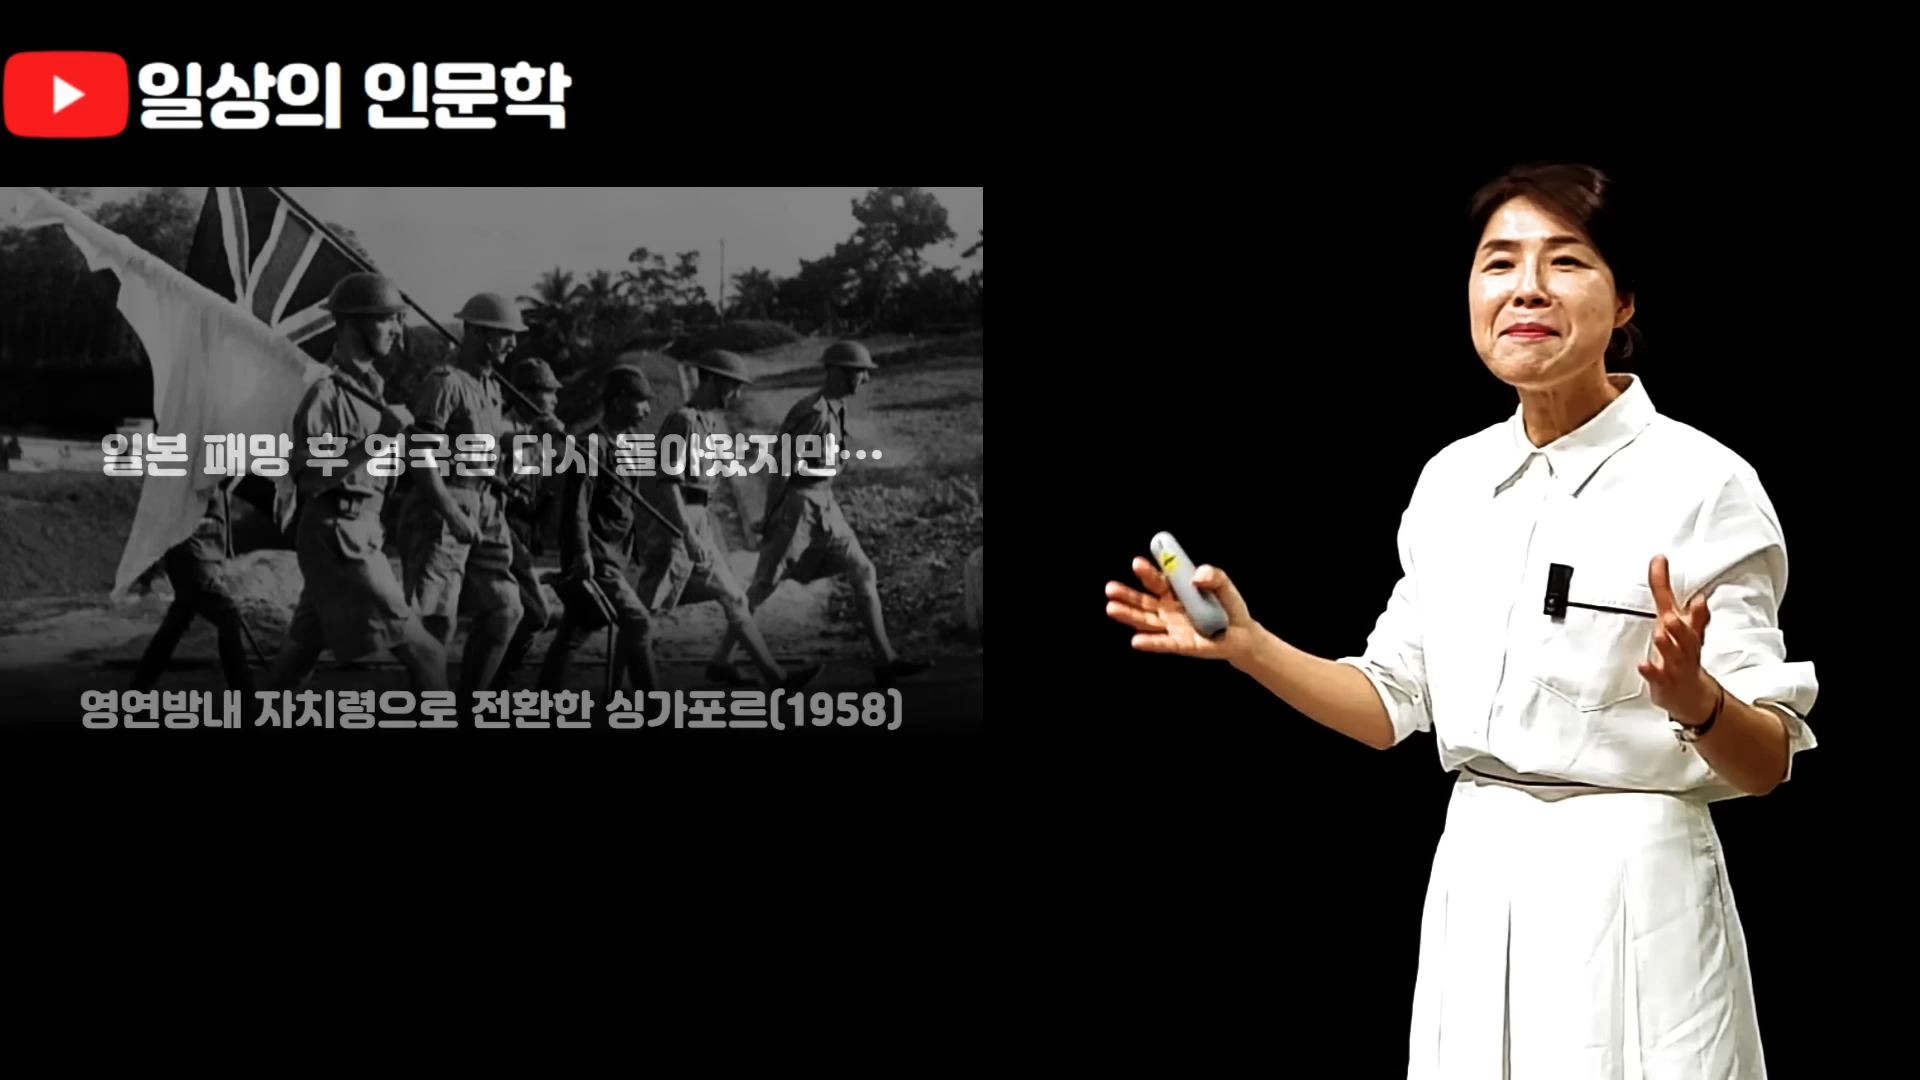 일상의 인문학
일본 패망 후 영국은 다시 돌아왔지만…
영연방내 자치령으로 전환한 싱가포르(1958)